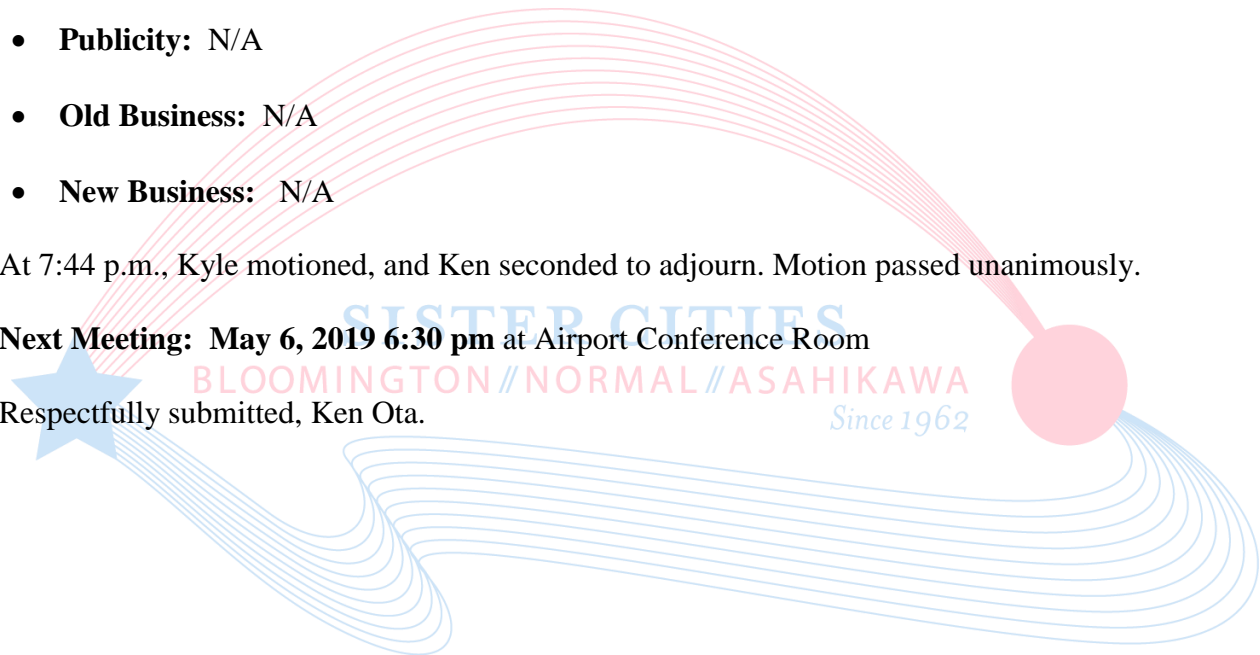 • Publicity: N/A
• Old Business: N/A
• New Business: N/A
At 7:44 p.m., Kyle motioned, and Ken seconded to adjourn. Motion passed unanimously.
SISTER CITIES
Next Meeting: May 6, 2019 6:30 pm at Airport Conference Room
BLOOMINGTON//NORMAL//ASAHIKAWA
Respectfully submitted, Ken Ota.
Since 1962